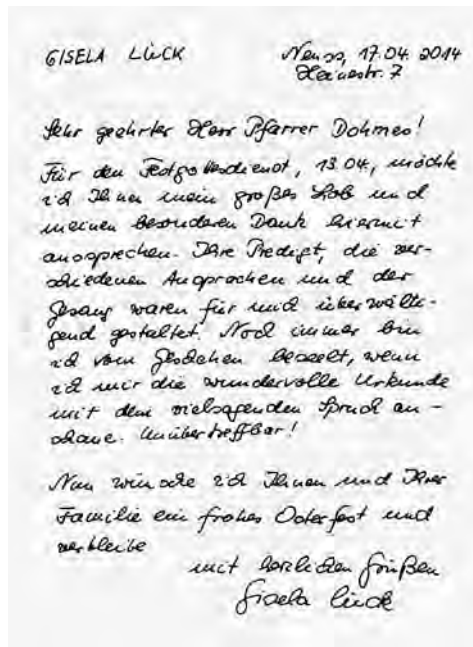 GISELA LÜCK
Neuss, 17.04.2014
Heinestr. 7
Sehr geehrter Herr Pfarrer Dohmes!
Für den Festgottesdienst, 13.04., möchte
ich Ihnen mein großes Lob und
meinen besonderen Dank hiermit
aussprechen. Ihre Predigt, die ver-
schiedenen Ansprachen und der
Gesang waren für mich überwälti-
gend gestaltet. Noch immer bin
ich vom Geschehen beseelt, wenn
ich mir die wundervolle Urkunde
mit dem vielsagenden Spruch an-
schaue. Unübertreffbar!
Nun wünsche ich Ihnen und Ihrer
Familie ein frohes Osterfest und
verbleibe
mit herzlichen Grüßen
Gisela Lück